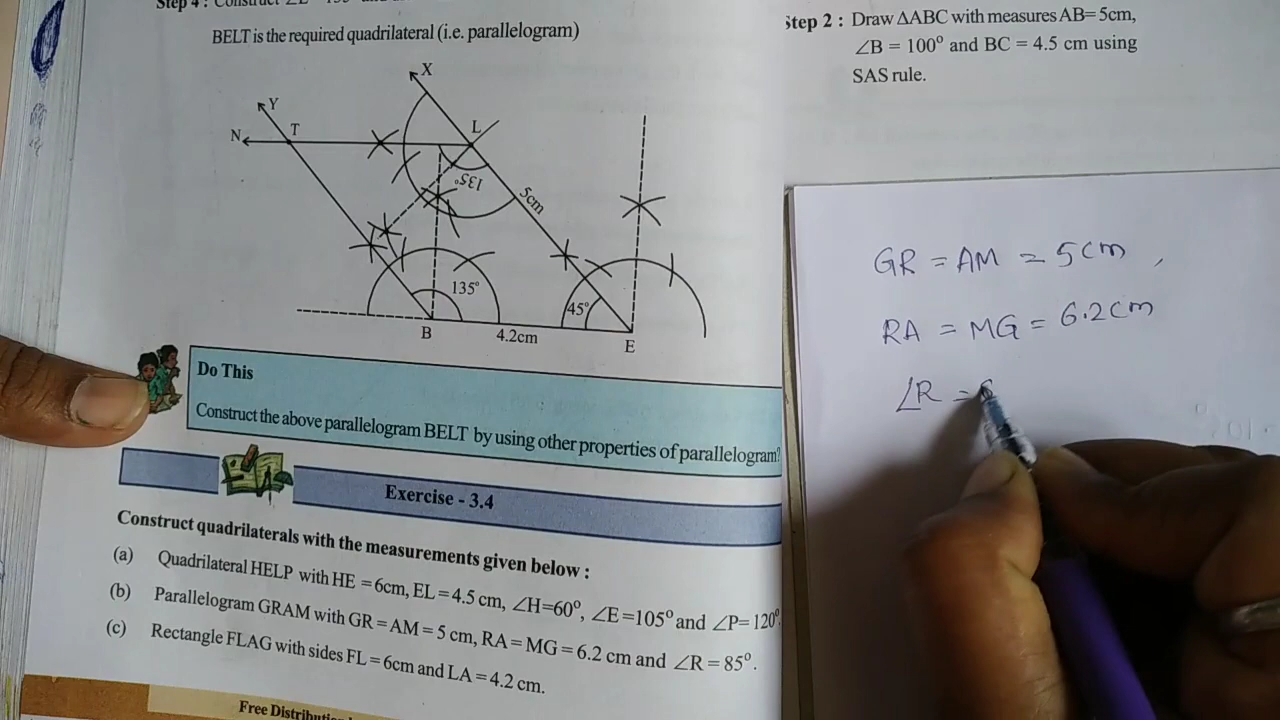 BELT is the required quadrilateral (i.e. parallelogram)
X
Y
N
T
L
135°
5cm
135°
45°
B
4.2cm
E
Do This
Construct the above parallelogram BELT by using other properties of parallelogram?
Exercise - 3.4
Construct quadrilaterals with the measurements given below :
(a) Quadrilateral HELP with HE = 6cm, EL = 4.5 cm, ∠H=60°, ∠E =105° and ∠P= 120°
(b) Parallelogram GRAM with GR = AM = 5 cm, RA = MG = 6.2 cm and ∠R = 85°.
(c) Rectangle FLAG with sides FL = 6cm and LA = 4.2 cm.
Free
Step 2 : Draw ΔABC with measures AB= 5cm,
∠B = 100° and BC = 4.5 cm using
SAS rule.
GR = AM = 5cm ,
RA = MG = 6.2cm
∠R =